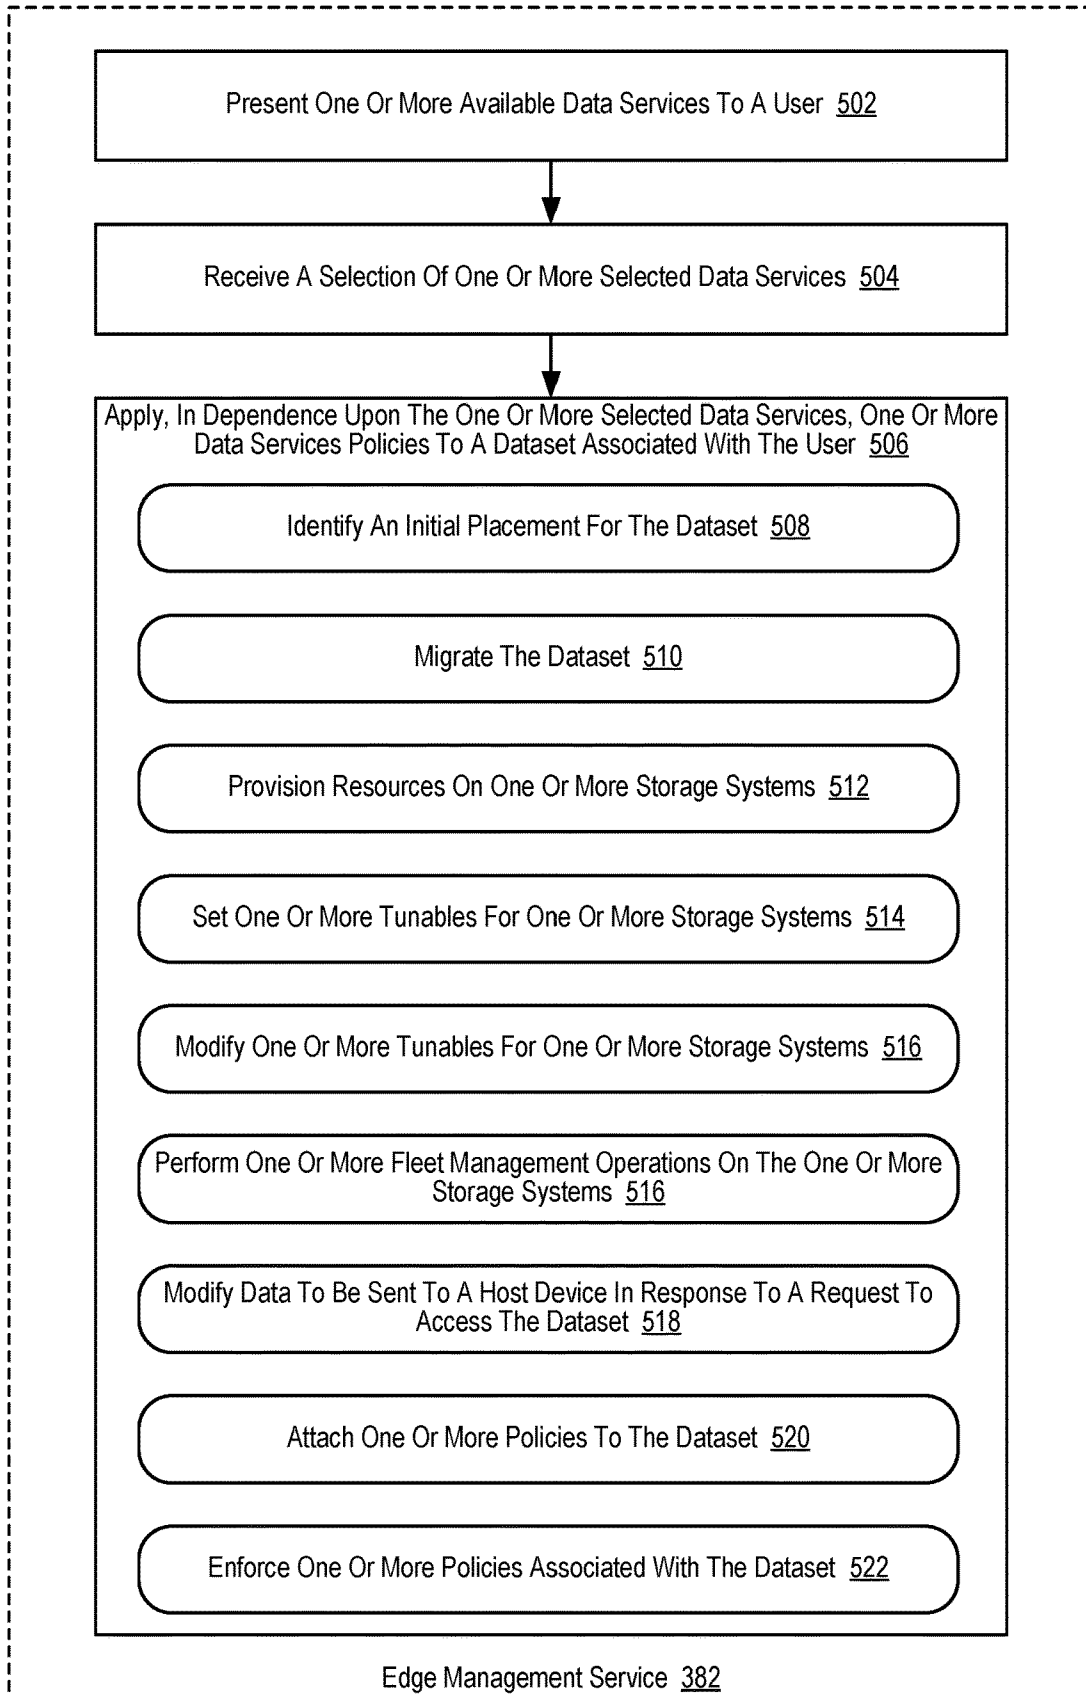 Present One Or More Available Data Services To A User 502
Receive A Selection Of One Or More Selected Data Services 504
Apply, In Dependence Upon The One Or More Selected Data Services, One Or More
Data Services Policies To A Dataset Associated With The User 506
Identify An Initial Placement For The Dataset 508
Migrate The Dataset 510
Provision Resources On One Or More Storage Systems 512
Set One Or More Tunables For One Or More Storage Systems 514
Modify One Or More Tunables For One Or More Storage Systems 516
Perform One Or More Fleet Management Operations On The One Or More
Storage Systems 516
Modify Data To Be Sent To A Host Device In Response To A Request To
Access The Dataset 518
Attach One Or More Policies To The Dataset 520
Enforce One Or More Policies Associated With The Dataset 522
Edge Management Service 382